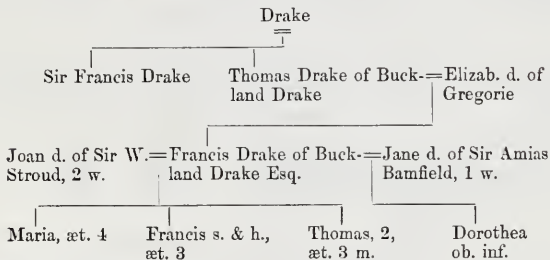 Drake
Sir Francis Drake
Thomas Drake of Buck-=Elizab. d. of
land Drake
Gregorie
Joan d. of Sir W.=Francis Drake of Buck-=Jane d. of Sir Amias
Stroud, 2 w.
land Drake Esq.
Bamfield, 1 w.
Maria, æt. 4
Francis s. & h.,
æt. 3
Thomas, 2,
æt. 3 m.
Dorothea
ob. inf.